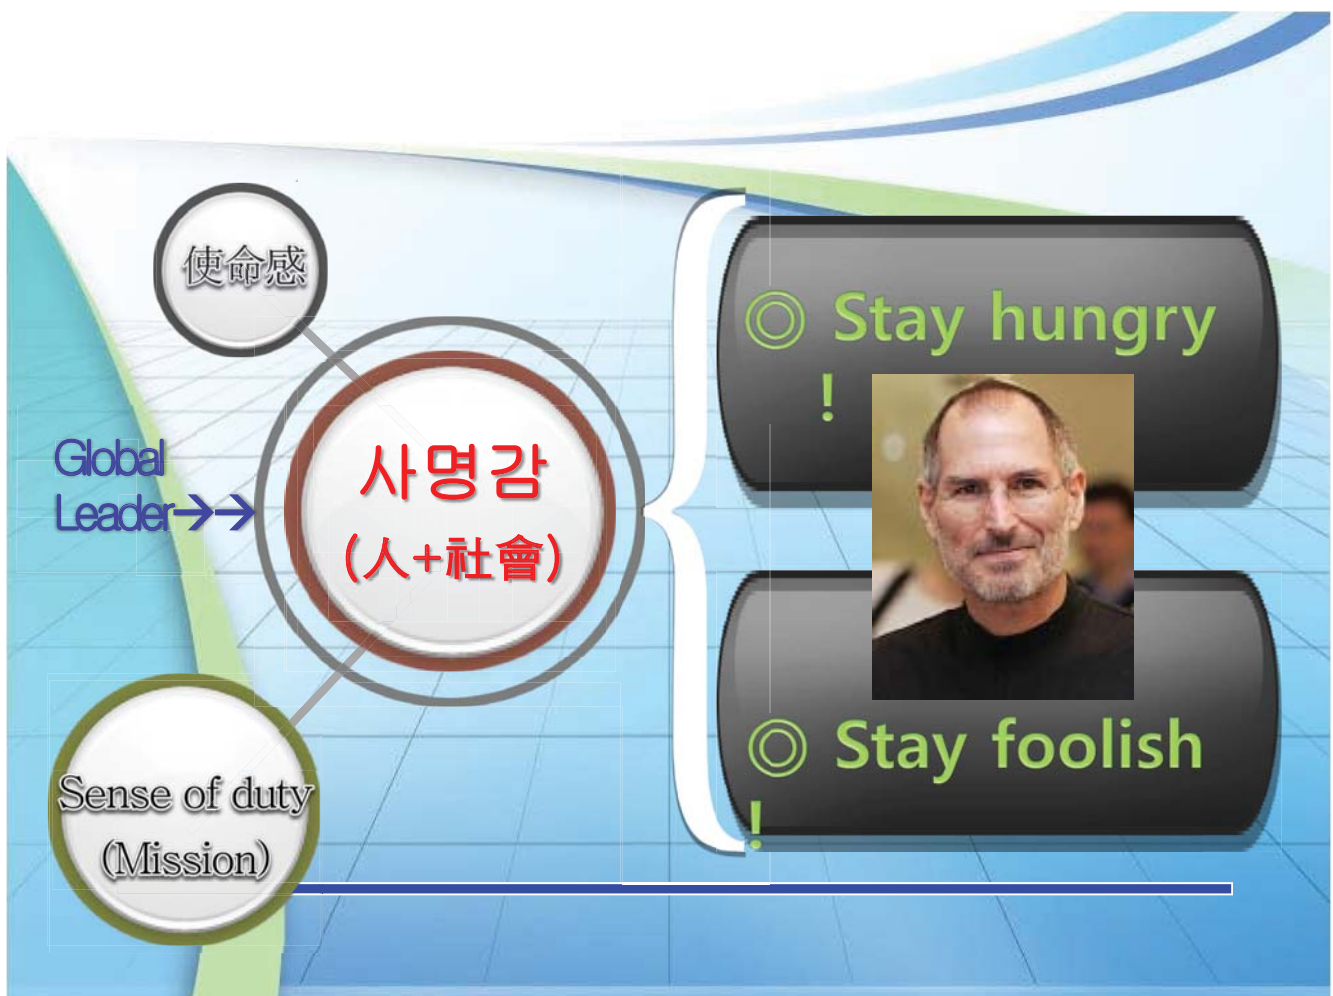 使命感
Global
Leader→→
사명감
(人+社會)
Sense of duty
(Mission)
◎ Stay hungry
!
◎ Stay foolish
!